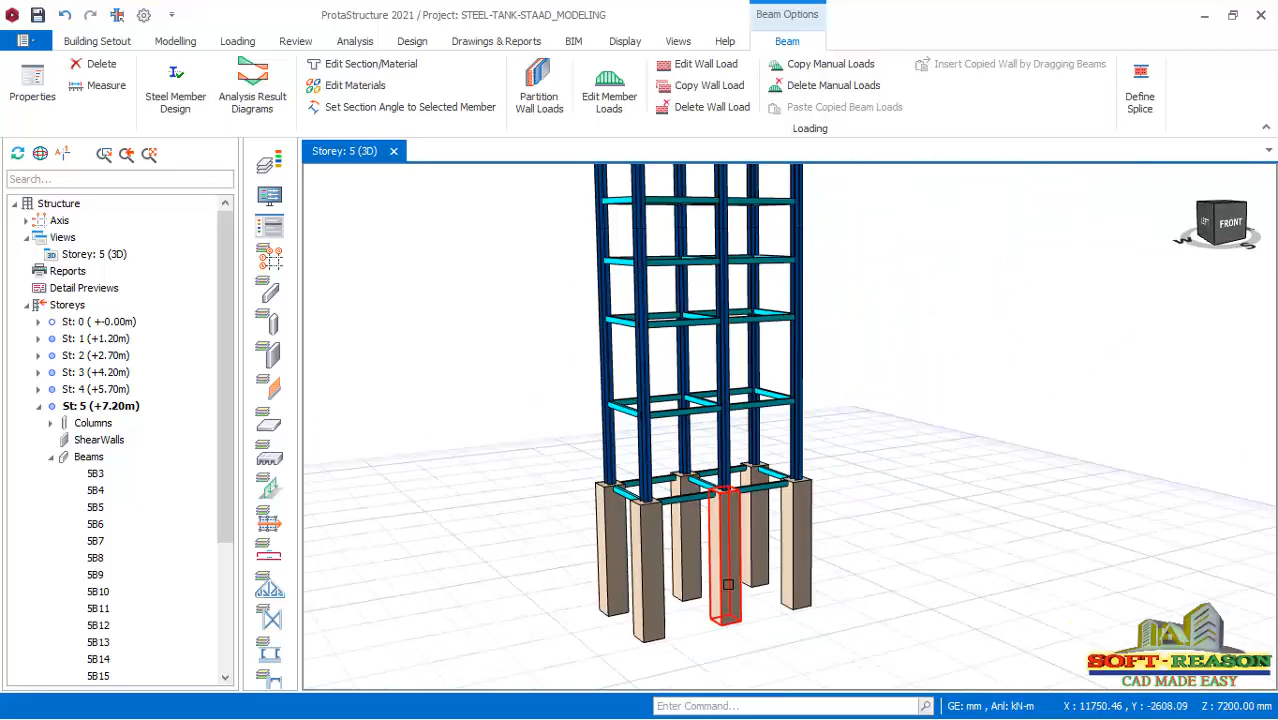 ProtaStructure 2021 / Project: STEEL-TANK-STAAD_MODELING
Beam Options
Building Setout
Modelling
Loading
Review
Analysis
Design
Drawings & Reports
BIM
Display
Views
Help
Beam
Properties
Delete
Measure
Steel Member
Design
Analysis Result
Diagrams
Edit Section/Material
Edit Materials
Set Section Angle to Selected Member
Partition
Wall Loads
Edit Member
Loads
Edit Wall Load
Copy Wall Load
Delete Wall Load
Copy Manual Loads
Delete Manual Loads
Paste Copied Beam Loads
Insert Copied Wall by Dragging Beams
Define
Splice
Loading
Storey: 5 (3D)
Search...
Structure
Axis
Views
Storey: 5 (3D)
Reports
Detail Previews
Storeys
St: 0 ( +-0.00m)
St: 1 (+1.20m)
St: 2 (+2.70m)
St: 3 (+4.20m)
St: 4 (+5.70m)
St: 5 (+7.20m)
Columns
ShearWalls
Beams
5B3
5B4
5B5
5B6
5B7
5B8
5B9
5B10
5B11
5B12
5B13
5B14
5B15
LEFT
FRONT
W
S
SOFT-REASON
CAD MADE EASY
Enter Command...
GE: mm , Anl: kN-m
X : 11750.46 , Y : -2608.09
Z : 7200.00 mm